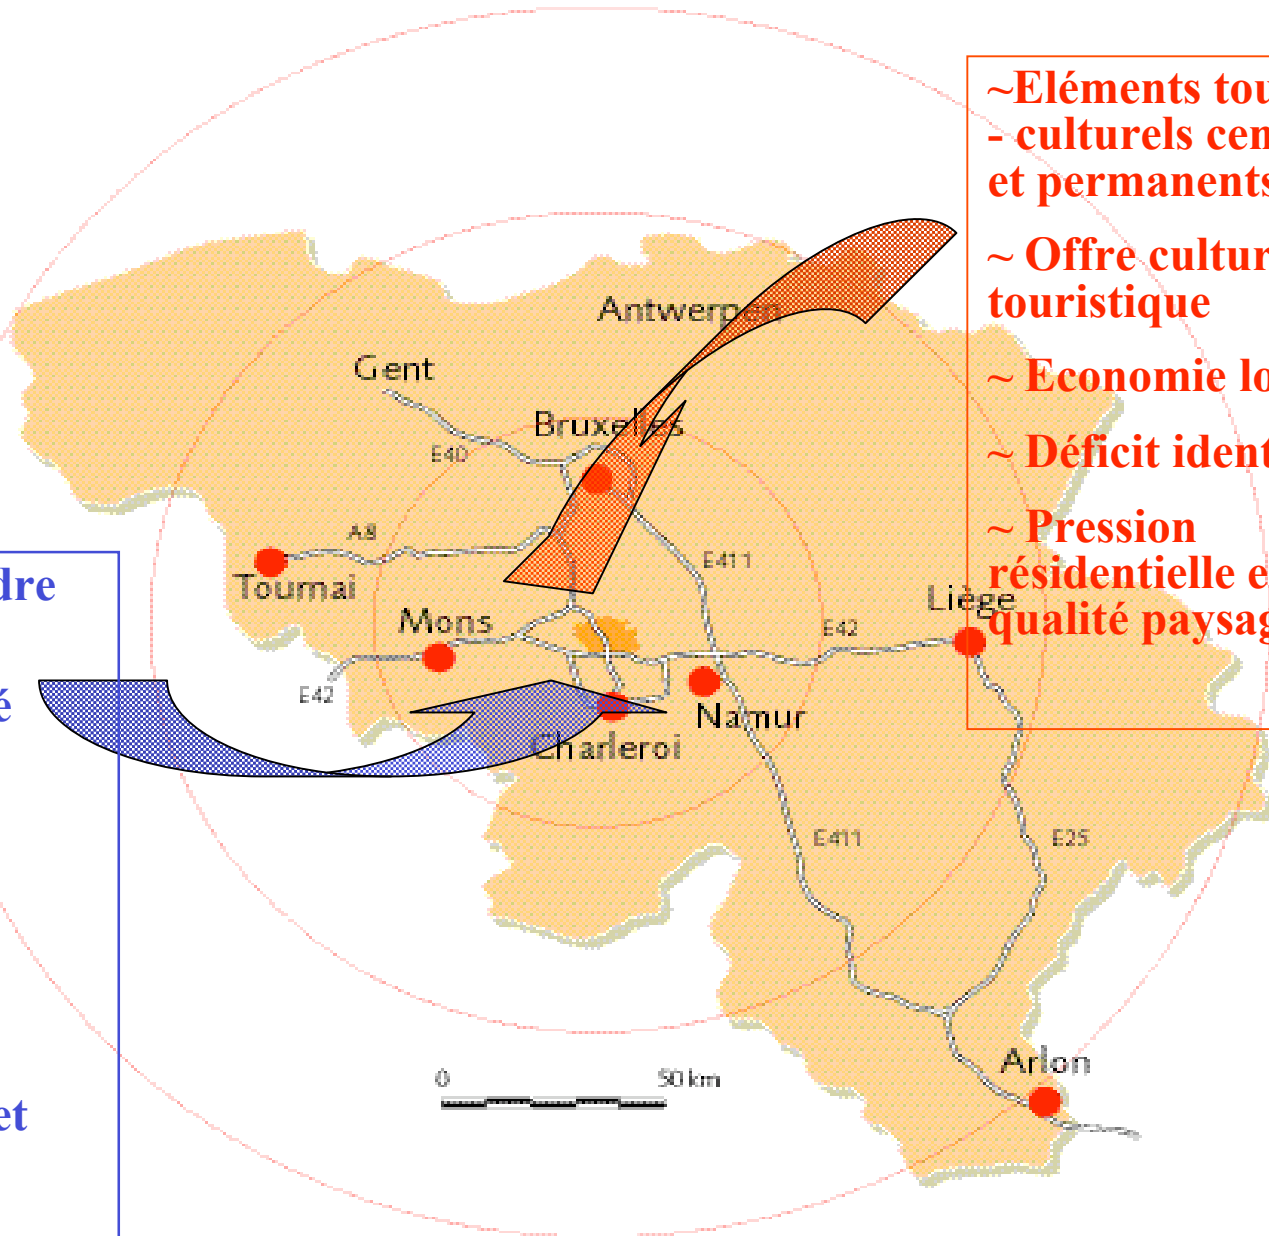 ~Eléments tou
- culturels cen
et permanents
~ Offre cultur
touristique
~ Economie lo
~ Déficit ident
~ Pression
résidentielle e
qualité paysag
Antwerpen
Gent
Bruxelles
E40
A8
E411
Tournai
Liège
Mons
E42
E42
Namur
Charleroi
E411
E25
Arlon
0 50 km
dre
é
et